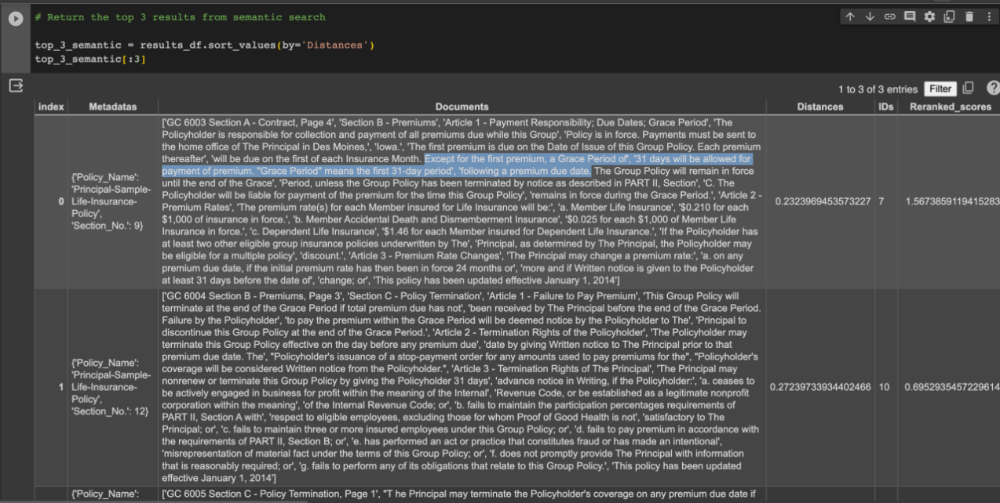 # Return the top 3 results from semantic search
top_3_semantic = results_df.sort_values(by='Distances')
top_3_semantic[:3]
1 to 3 of 3 entries Filter
index Metadatas Documents Distances IDs Reranked_scores
['GC 6003 Section A - Contract, Page 4', 'Section B - Premiums', 'Article 1 - Payment Responsibility; Due Dates; Grace Period', 'The
Policyholder is responsible for collection and payment of all premiums due while this Group', 'Policy is in force. Payments must be sent to
the home office of The Principal in Des Moines,', 'Iowa.', 'The first premium is due on the Date of Issue of this Group Policy. Each premium
thereafter', 'will be due on the first of each Insurance Month. Except for the first premium, a Grace Period of', '31 days will be allowed for
payment of premium. "Grace Period" means the first 31-day period', 'following a premium due date. The Group Policy will remain in force
until the end of the Grace', 'Period, unless the Group Policy has been terminated by notice as described in PART II, Section', 'C. The
Policyholder will be liable for payment of the premium for the time this Group Policy', 'remains in force during the Grace Period.', 'Article 2 -
Premium Rates', 'The premium rate(s) for each Member insured for Life Insurance will be:', 'a. Member Life Insurance', '$0.210 for each
$1,000 of insurance in force.', 'b. Member Accidental Death and Dismemberment Insurance', '$0.025 for each $1,000 of Member Life
Insurance in force.', 'c. Dependent Life Insurance', '$1.46 for each Member insured for Dependent Life Insurance.', 'If the Policyholder has
at least two other eligible group insurance policies underwritten by The', 'Principal, as determined by The Principal, the Policyholder may
be eligible for a multiple policy', 'discount.', 'Article 3 - Premium Rate Changes', 'The Principal may change a premium rate:', 'a. on any
premium due date, if the initial premium rate has then been in force 24 months or', 'more and if Written notice is given to the Policyholder
at least 31 days before the date of', 'change; or', 'This policy has been updated effective January 1, 2014']
0
{'Policy_Name':
'Principal-Sample-
Life-Insurance-
Policy',
'Section_No.': 9}
0.2323969453573227 7 1.5673859119415283
['GC 6004 Section B - Premiums, Page 3', 'Section C - Policy Termination', 'Article 1 - Failure to Pay Premium', 'This Group Policy will
terminate at the end of the Grace Period if total premium due has not', 'been received by The Principal before the end of the Grace Period.
Failure by the Policyholder', 'to pay the premium within the Grace Period will be deemed notice by the Policyholder to The', 'Principal to
discontinue this Group Policy at the end of the Grace Period.', 'Article 2 - Termination Rights of the Policyholder', 'The Policyholder may
terminate this Group Policy effective on the day before any premium due', 'date by giving Written notice to The Principal prior to that
premium due date. The', "Policyholder's issuance of a stop-payment order for any amounts used to pay premiums for the", "Policyholder's
coverage will be considered Written notice from the Policyholder.", 'Article 3 - Termination Rights of The Principal', 'The Principal may
nonrenew or terminate this Group Policy by giving the Policyholder 31 days', 'advance notice in Writing, if the Policyholder:', 'a. ceases to
be actively engaged in business for profit within the meaning of the Internal', 'Revenue Code, or be established as a legitimate nonprofit
corporation within the meaning', 'of the Internal Revenue Code; or', 'b. fails to maintain the participation percentages requirements of
PART II, Section A with', 'respect to eligible employees, excluding those for whom Proof of Good Health is not', 'satisfactory to The
Principal; or', 'c. fails to maintain three or more insured employees under this Group Policy; or', 'd. fails to pay premium in accordance with
the requirements of PART II, Section B; or', 'e. has performed an act or practice that constitutes fraud or has made an intentional',
'misrepresentation of material fact under the terms of this Group Policy; or', 'f. does not promptly provide The Principal with information
that is reasonably required; or', 'g. fails to perform any of its obligations that relate to this Group Policy.', 'This policy has been updated
effective January 1, 2014']
1
{'Policy_Name':
'Principal-Sample-
Life-Insurance-
Policy',
'Section_No.': 12}
0.27239733934402466 10 0.6952935457229614
{'Policy_Name': ['GC 6005 Section C - Policy Termination, Page 1', "T he Principal may terminate the Policyholder's coverage on any premium due date if